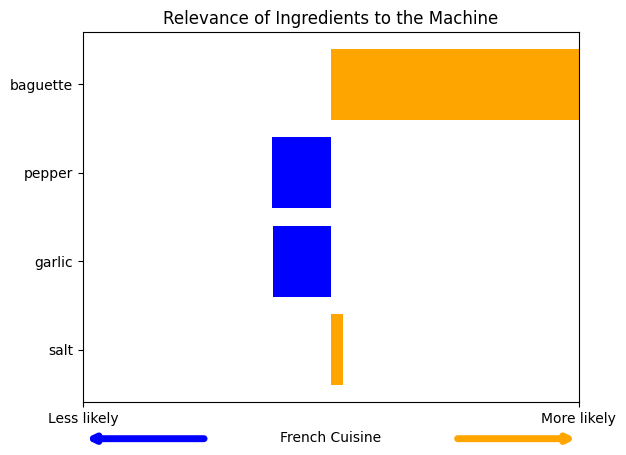 Relevance of Ingredients to the Machine
baguette
pepper
garlic
salt
Less likely
More likely
French Cuisine